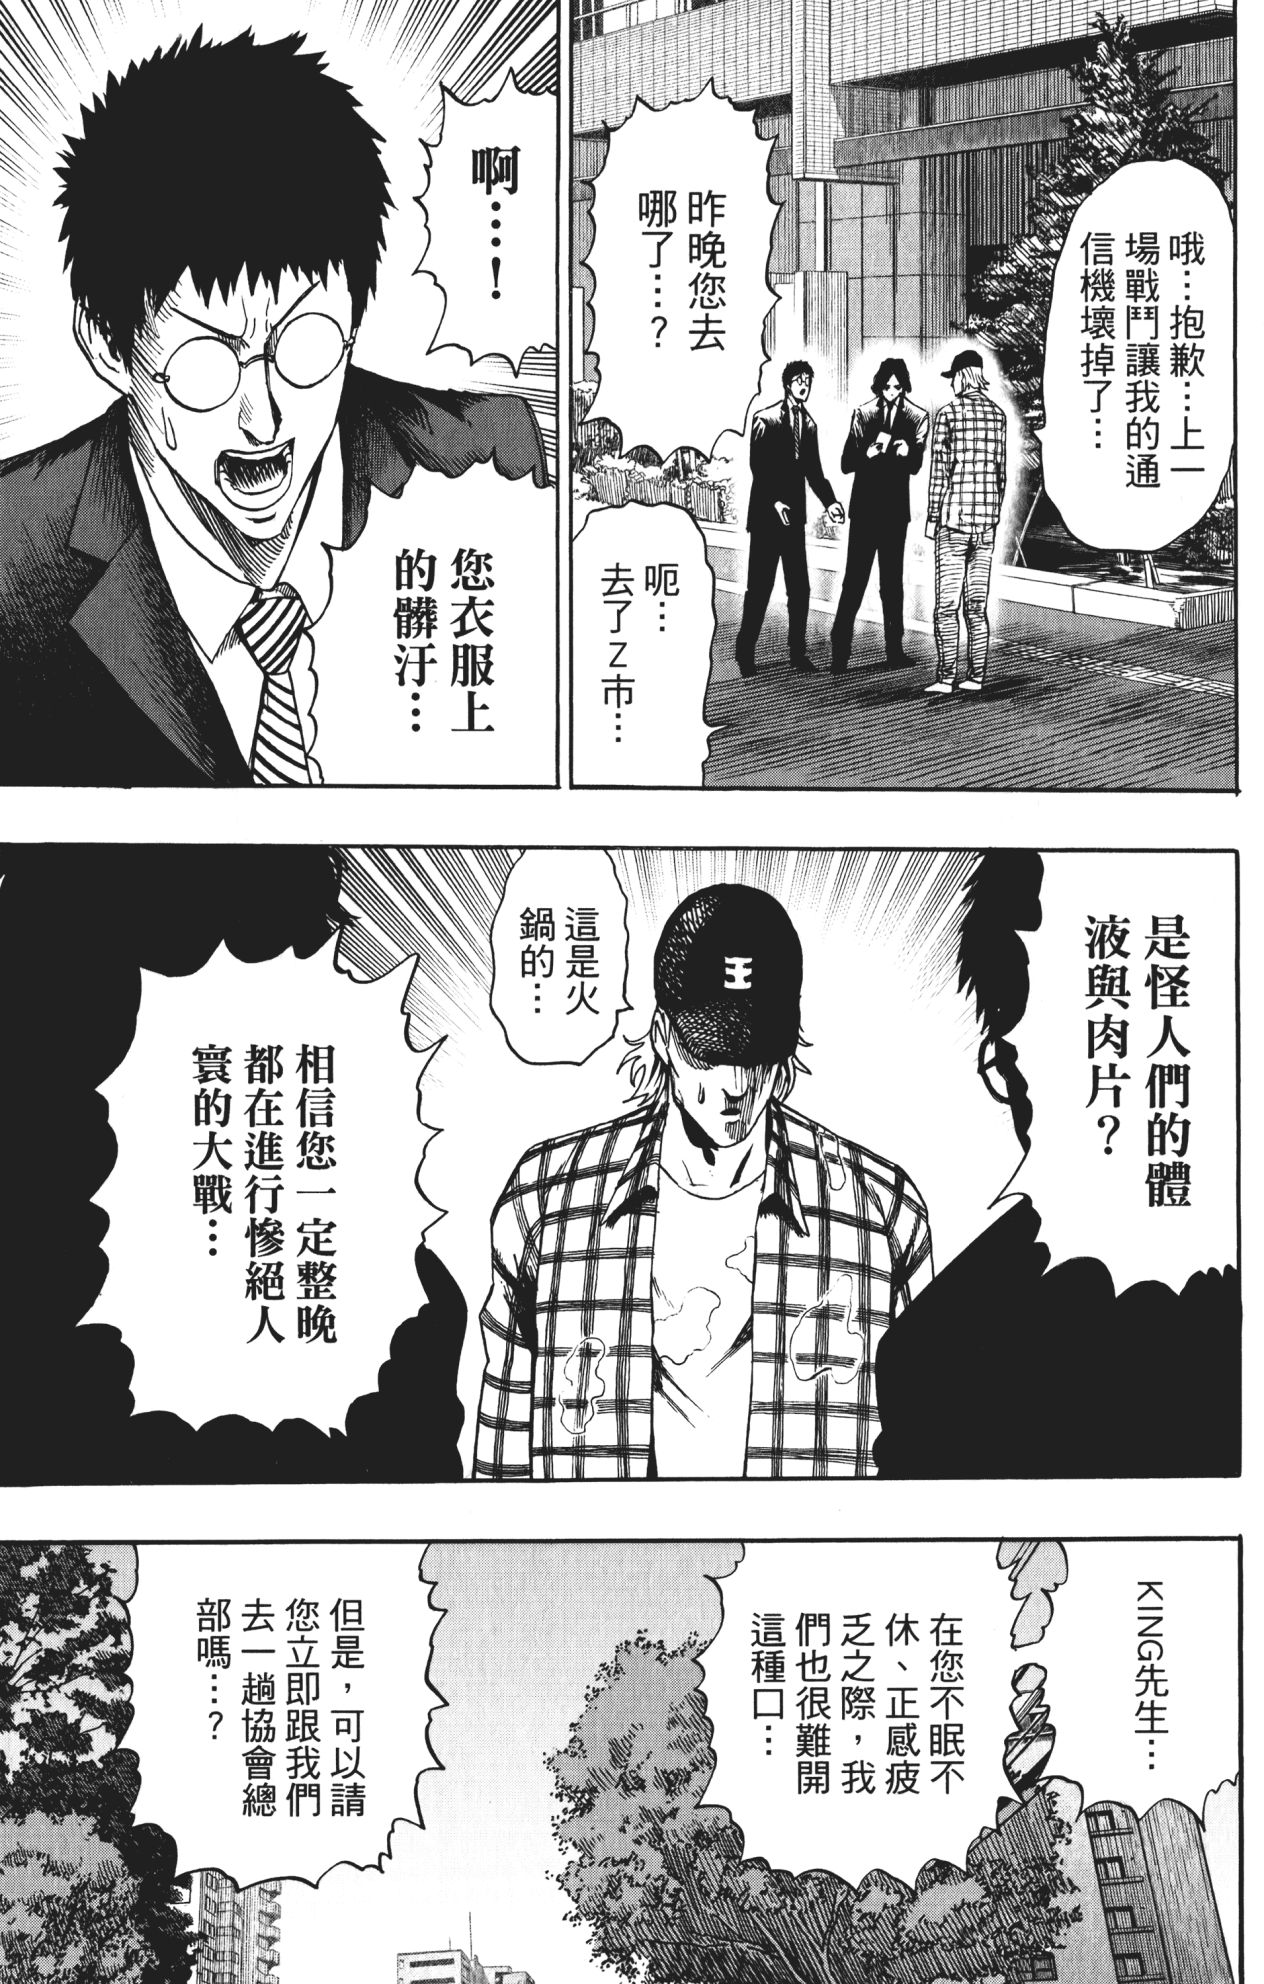 哦…抱歉…上一
場戰鬥讓我的通
信機壞掉了…
昨晚您去
哪了…？
呃…
去了Z市…
啊…！
您衣服上
的髒汙…
是怪人們的體
液與肉片？
王
這是火
鍋的…
相信您一定整晚
都在進行慘絕人
寰的大戰…
KING先生…
在您不眠不
休、正感疲
乏之際，我
們也很難開
這種口…
但是，可以請
您立即跟我們
去一趟協會總
部嗎…？